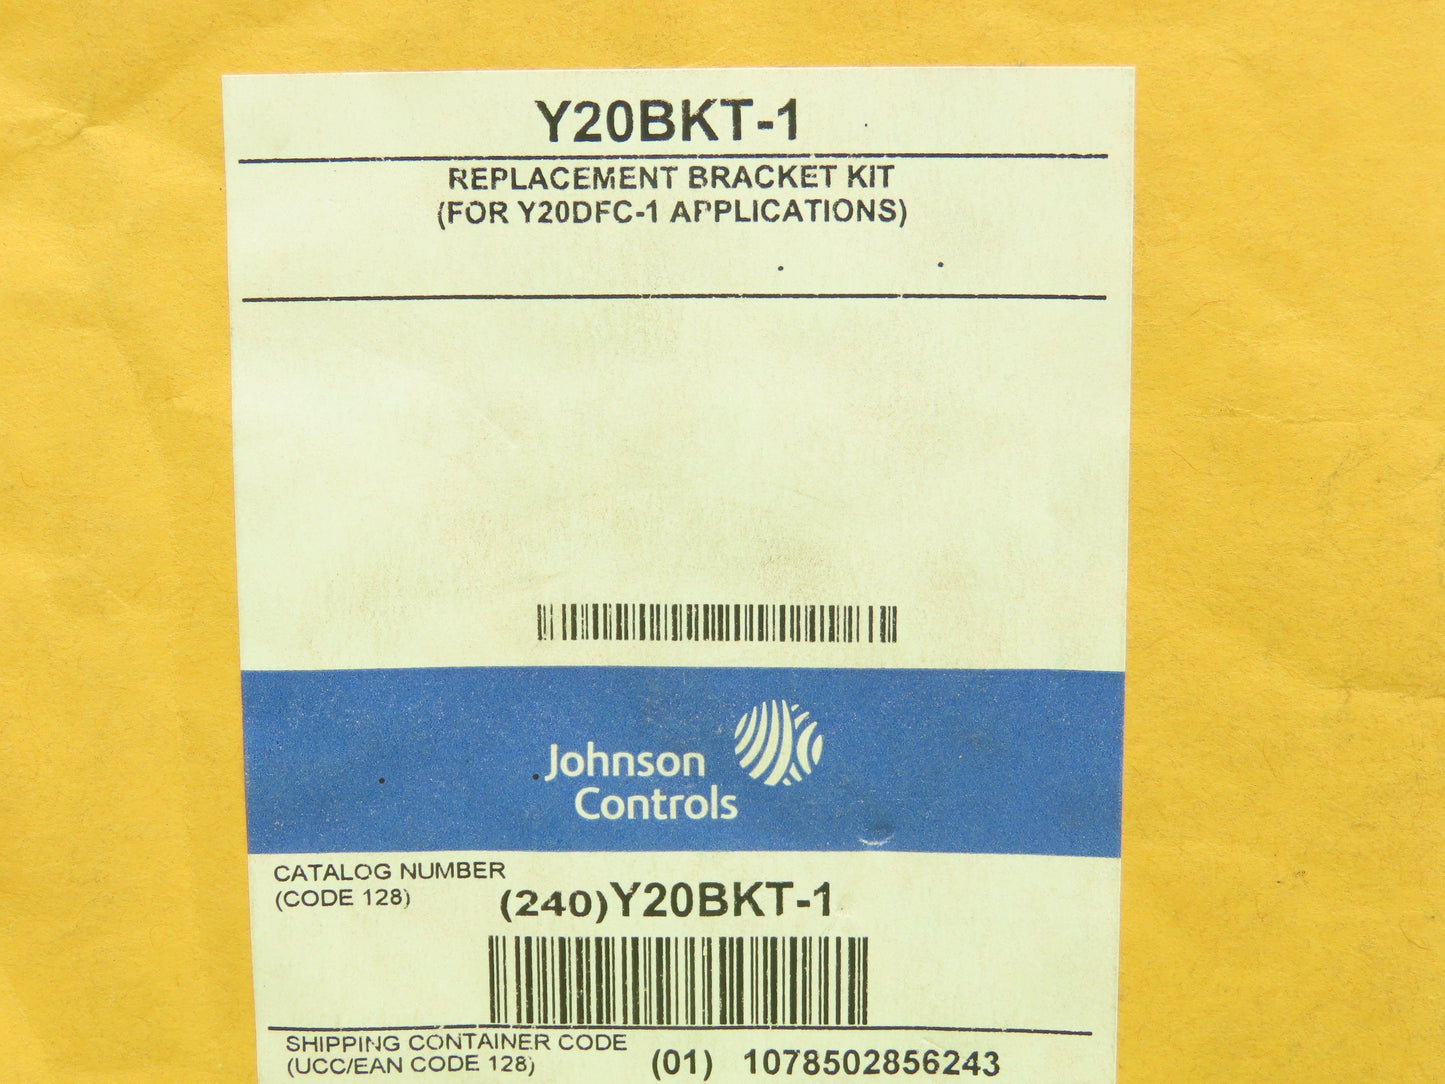 Y20BKT-1
REPLACEMENT BRACKET KIT
(FOR Y20DFC-1 APPLICATIONS)
Johnson
Controls
CATALOG NUMBER
(CODE 128)
(240)Y20BKT-1
SHIPPING CONTAINER CODE
(UCC/EAN CODE 128)
(01) 1078502856243